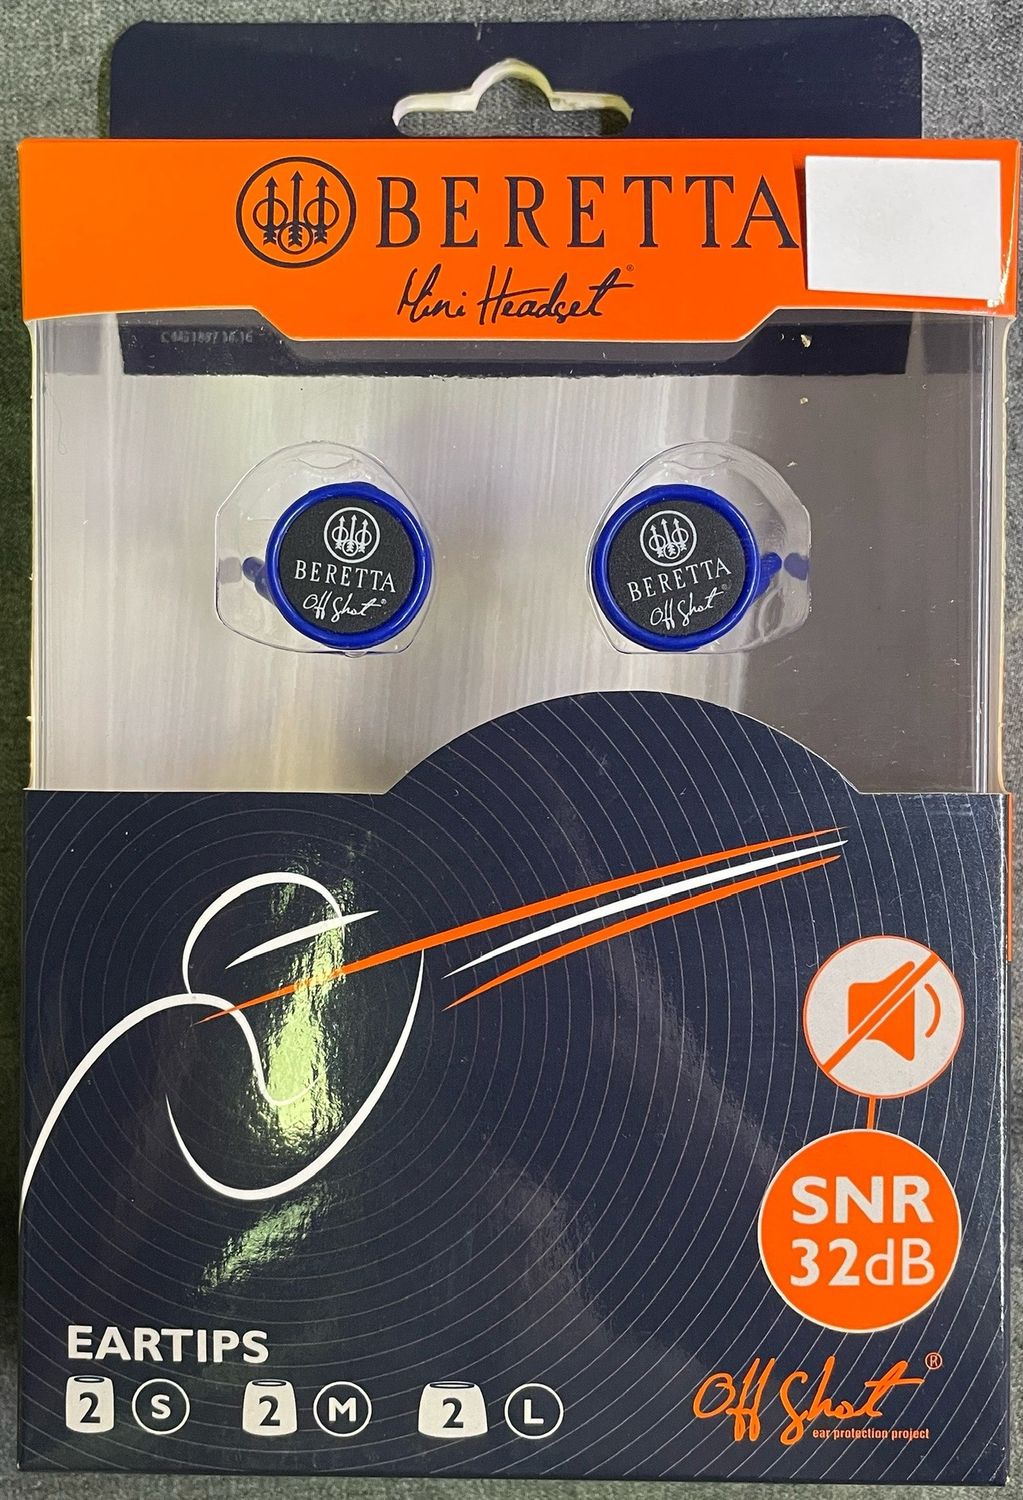 BERETTA
Mini Headset®
BERETTA
Off Shot®
BERETTA
Off Shot®
SNR
32dB
EARTIPS
2 S 2 M 2 L
Off Shot®
ear protection project